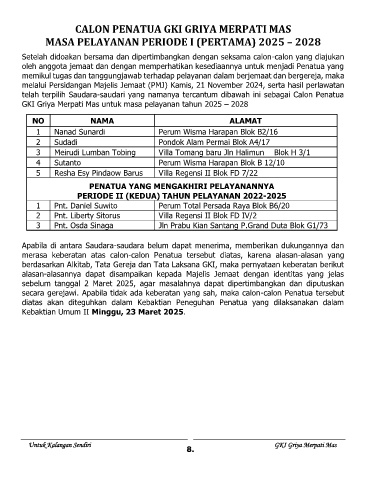 CALON PENATUA GKI GRIYA MERPATI MAS
MASA PELAYANAN PERIODE I (PERTAMA) 2025 – 2028
Setelah didoakan bersama dan dipertimbangkan dengan seksama calon-calon yang diajukan
oleh anggota jemaat dan dengan memperhatikan kesediaannya untuk menjadi Penatua yang
memikul tugas dan tanggungjawab terhadap pelayanan dalam berjemaat dan bergereja, maka
melalui Persidangan Majelis Jemaat (PMJ) Kamis, 21 November 2024, serta hasil perlawatan
telah terpilih Saudara-saudari yang namanya tercantum dibawah ini sebagai Calon Penatua
GKI Griya Merpati Mas untuk masa pelayanan tahun 2025 – 2028
NO NAMA ALAMAT
1 Nanad Sunardi Perum Wisma Harapan Blok B2/16
2 Sudadi Pondok Alam Permai Blok A4/17
3 Meirudi Lumban Tobing Villa Tomang baru Jln Halimun Blok H 3/1
4 Sutanto Perum Wisma Harapan Blok B 12/10
5 Resha Esy Pindaow Barus Villa Regensi II Blok FD 7/22
PENATUA YANG MENGAKHIRI PELAYANANNYA
PERIODE II (KEDUA) TAHUN PELAYANAN 2022-2025
1 Pnt. Daniel Suwito Perum Total Persada Raya Blok B6/20
2 Pnt. Liberty Sitorus Villa Regensi II Blok FD IV/2
3 Pnt. Osda Sinaga Jln Prabu Kian Santang P.Grand Duta Blok G1/73
Apabila di antara Saudara-saudara belum dapat menerima, memberikan dukungannya dan
merasa keberatan atas calon-calon Penatua tersebut diatas, karena alasan-alasan yang
berdasarkan Alkitab, Tata Gereja dan Tata Laksana GKI, maka pernyataan keberatan berikut
alasan-alasannya dapat disampaikan kepada Majelis Jemaat dengan identitas yang jelas
sebelum tanggal 2 Maret 2025, agar masalahnya dapat dipertimbangkan dan diputuskan
secara gerejawi. Apabila tidak ada keberatan yang sah, maka calon-calon Penatua tersebut
diatas akan diteguhkan dalam Kebaktian Peneguhan Penatua yang dilaksanakan dalam
Kebaktian Umum II Minggu, 23 Maret 2025.
Untuk Kalangan Sendiri GKI Griya Merpati Mas
8.